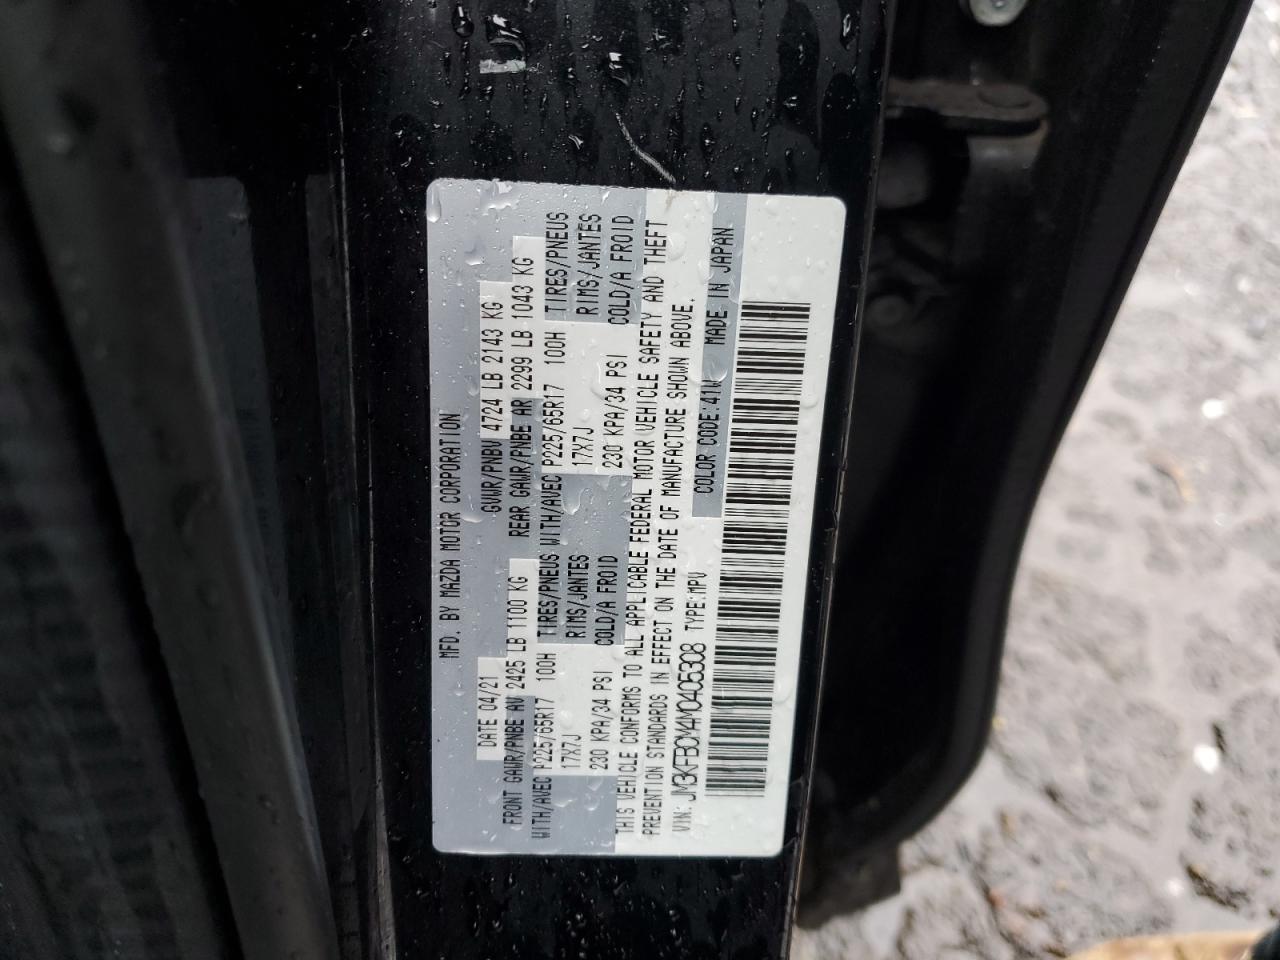 MFD. BY MAZDA MOTOR CORPORATION
DATE 04/21 GVWR/PNBV 4724 LB 2143 KG
FRONT GAWR/PNBE AV 2425 LB 1100 KG REAR GAWR/PNBE AR 2299 LB 1043 KG
WITH/AVEC P225/65R17 100H TIRES/PNEUS WITH/AVEC P225/65R17 100H TIRES/PNEUS
17X7J RIMS/JANTES 17X7J RIMS/JANTES
230 KPA/34 PSI COLD/A FROID 230 KPA/34 PSI COLD/A FROID
THIS VEHICLE CONFORMS TO ALL APPLICABLE FEDERAL MOTOR VEHICLE SAFETY AND THEFT
PREVENTION STANDARDS IN EFFECT ON THE DATE OF MANUFACTURE SHOWN ABOVE.
VIN: JM3KFBCM4M0405308 TYPE:MPV COLOR CODE:41W MADE IN JAPAN